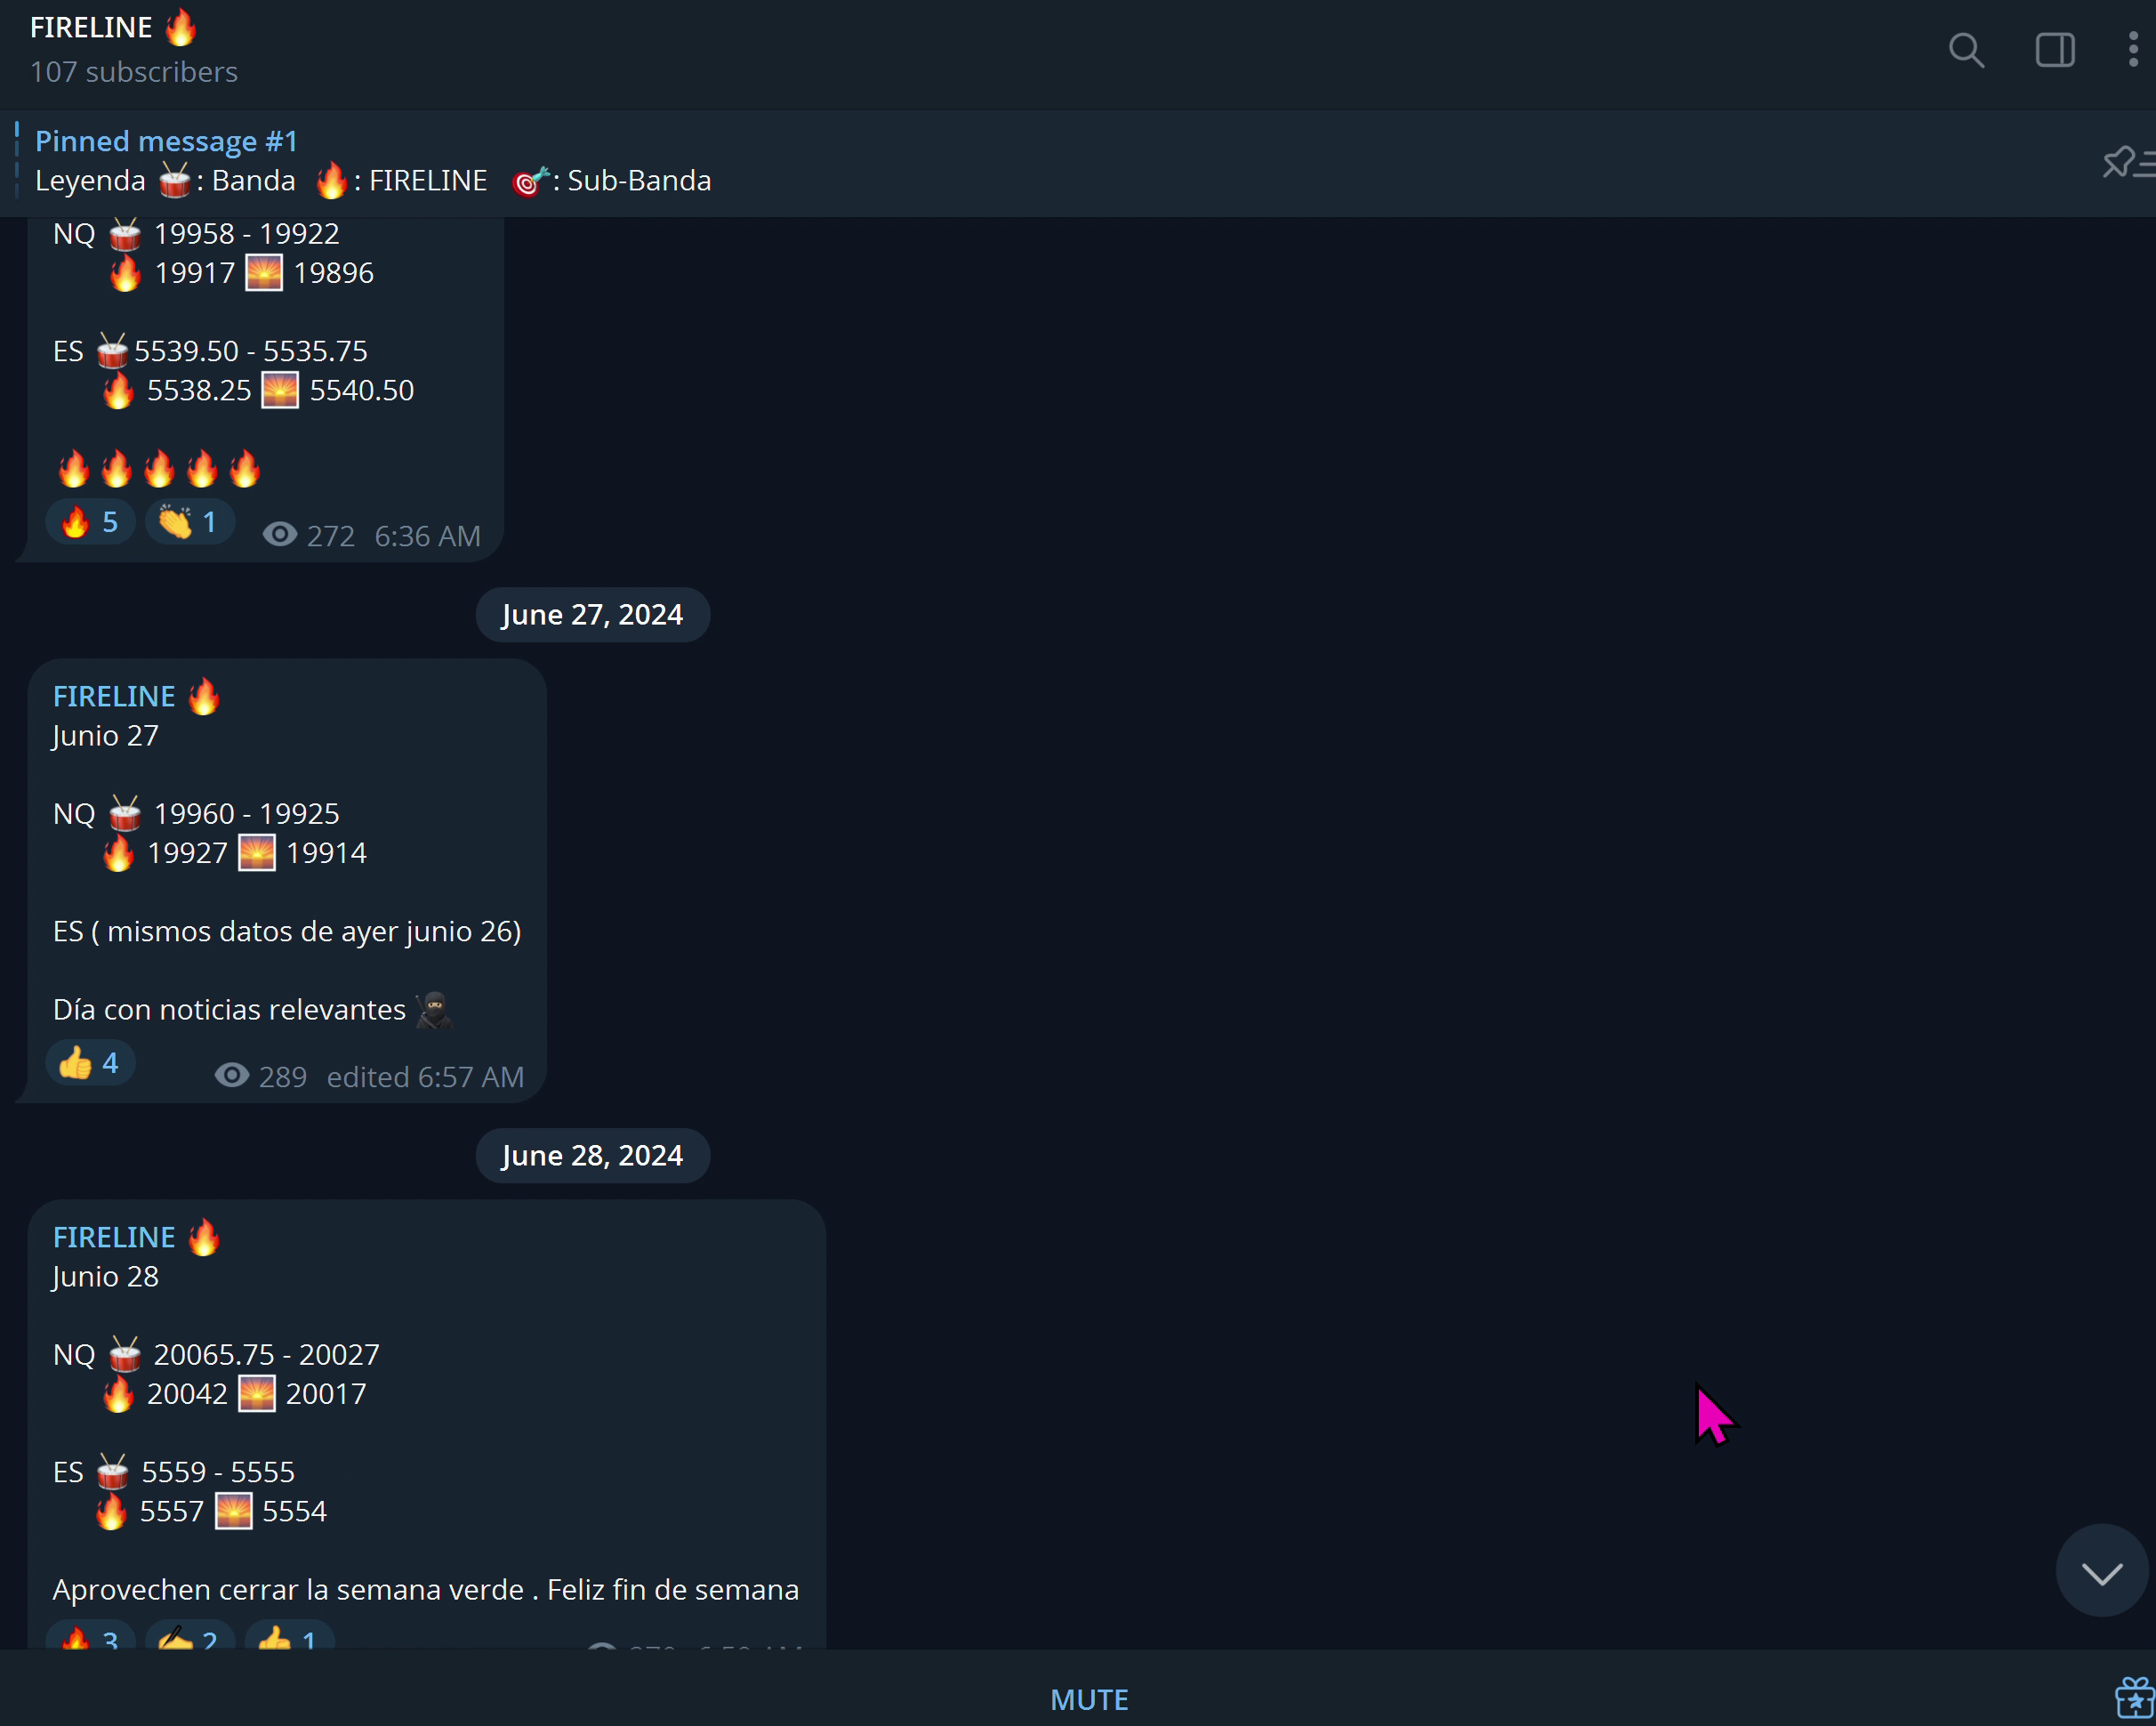 FIRELINE 🔥
107 subscribers
Pinned message #1
Leyenda 🥁: Banda 🔥: FIRELINE 🎯: Sub-Banda
NQ 🥁 19958 - 19922
🔥 19917 🌅 19896
ES 🥁5539.50 - 5535.75
🔥 5538.25 🌅 5540.50
🔥🔥🔥🔥🔥
🔥 5 👏 1 272 6:36 AM
June 27, 2024
FIRELINE 🔥
Junio 27
NQ 🥁 19960 - 19925
🔥 19927 🌅 19914
ES ( mismos datos de ayer junio 26)
Día con noticias relevantes 🥷
👍 4 289 edited 6:57 AM
June 28, 2024
FIRELINE 🔥
Junio 28
NQ 🥁 20065.75 - 20027
🔥 20042 🌅 20017
ES 🥁 5559 - 5555
🔥 5557 🌅 5554
Aprovechen cerrar la semana verde . Feliz fin de semana
🔥 3 ✍ 2 👍 1
MUTE